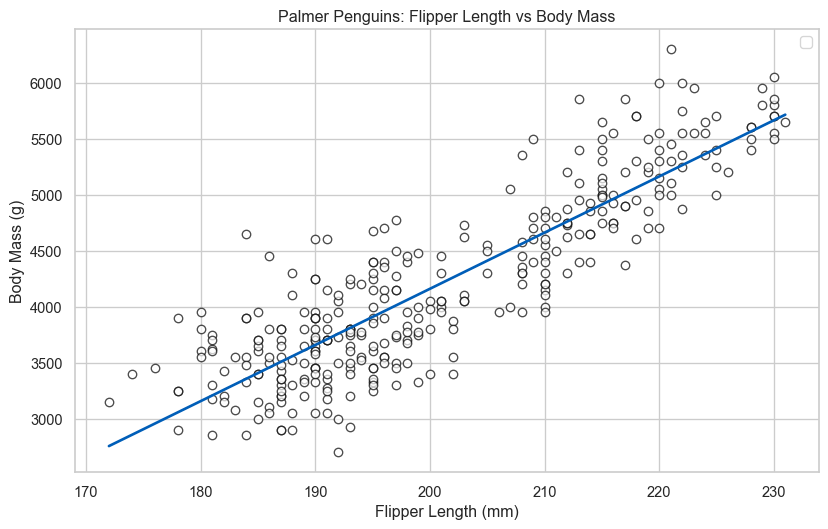 Palmer Penguins: Flipper Length vs Body Mass
6000
5500
5000
4500
4000
3500
3000
Body Mass (g)
170 180 190 200 210 220 230
Flipper Length (mm)